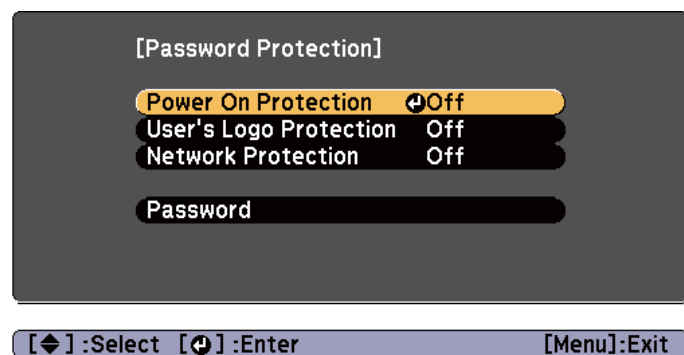 [Password Protection]
Power On Protection Off
User's Logo Protection Off
Network Protection Off
Password
[ ] :Select [ ] :Enter [Menu]:Exit